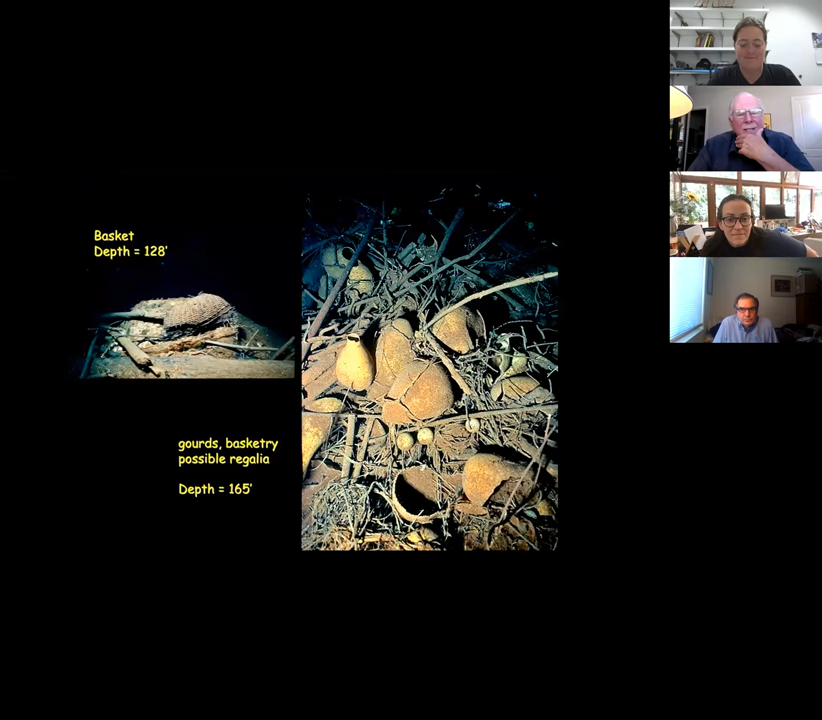 Basket
Depth = 128'
gourds, basketry
possible regalia
Depth = 165'